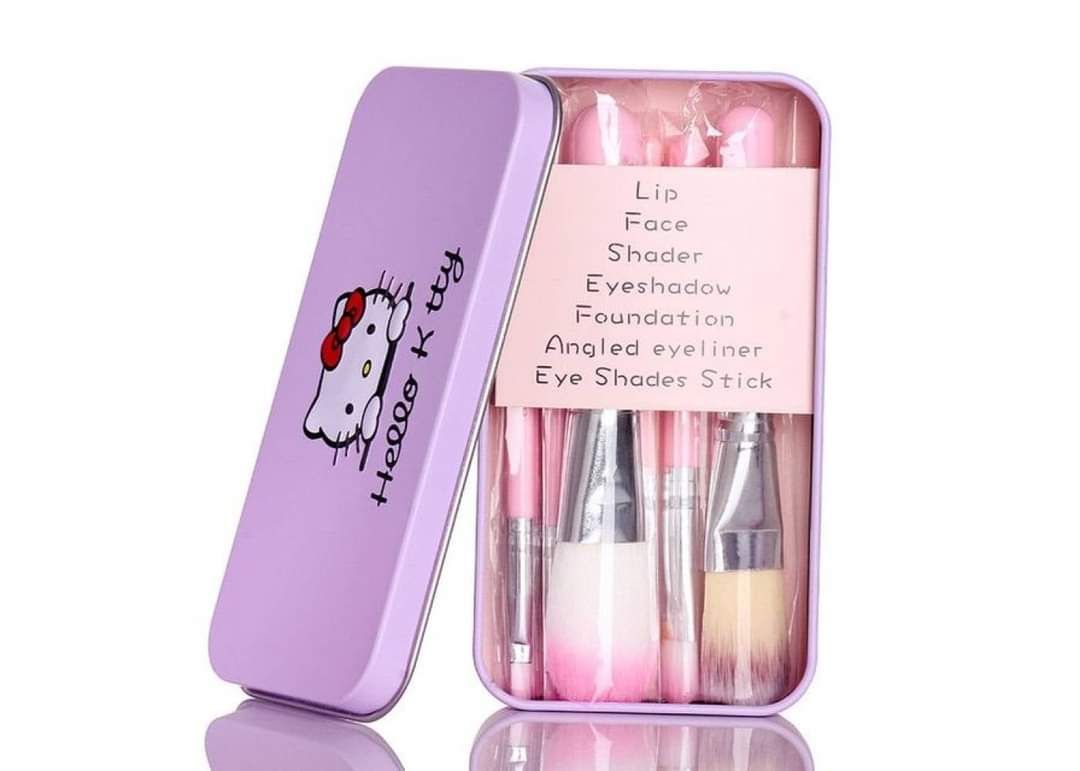 Hello K tty
Lip
Face
Shader
Eyeshadow
Foundation
Angled eyeliner
Eye Shades Stick